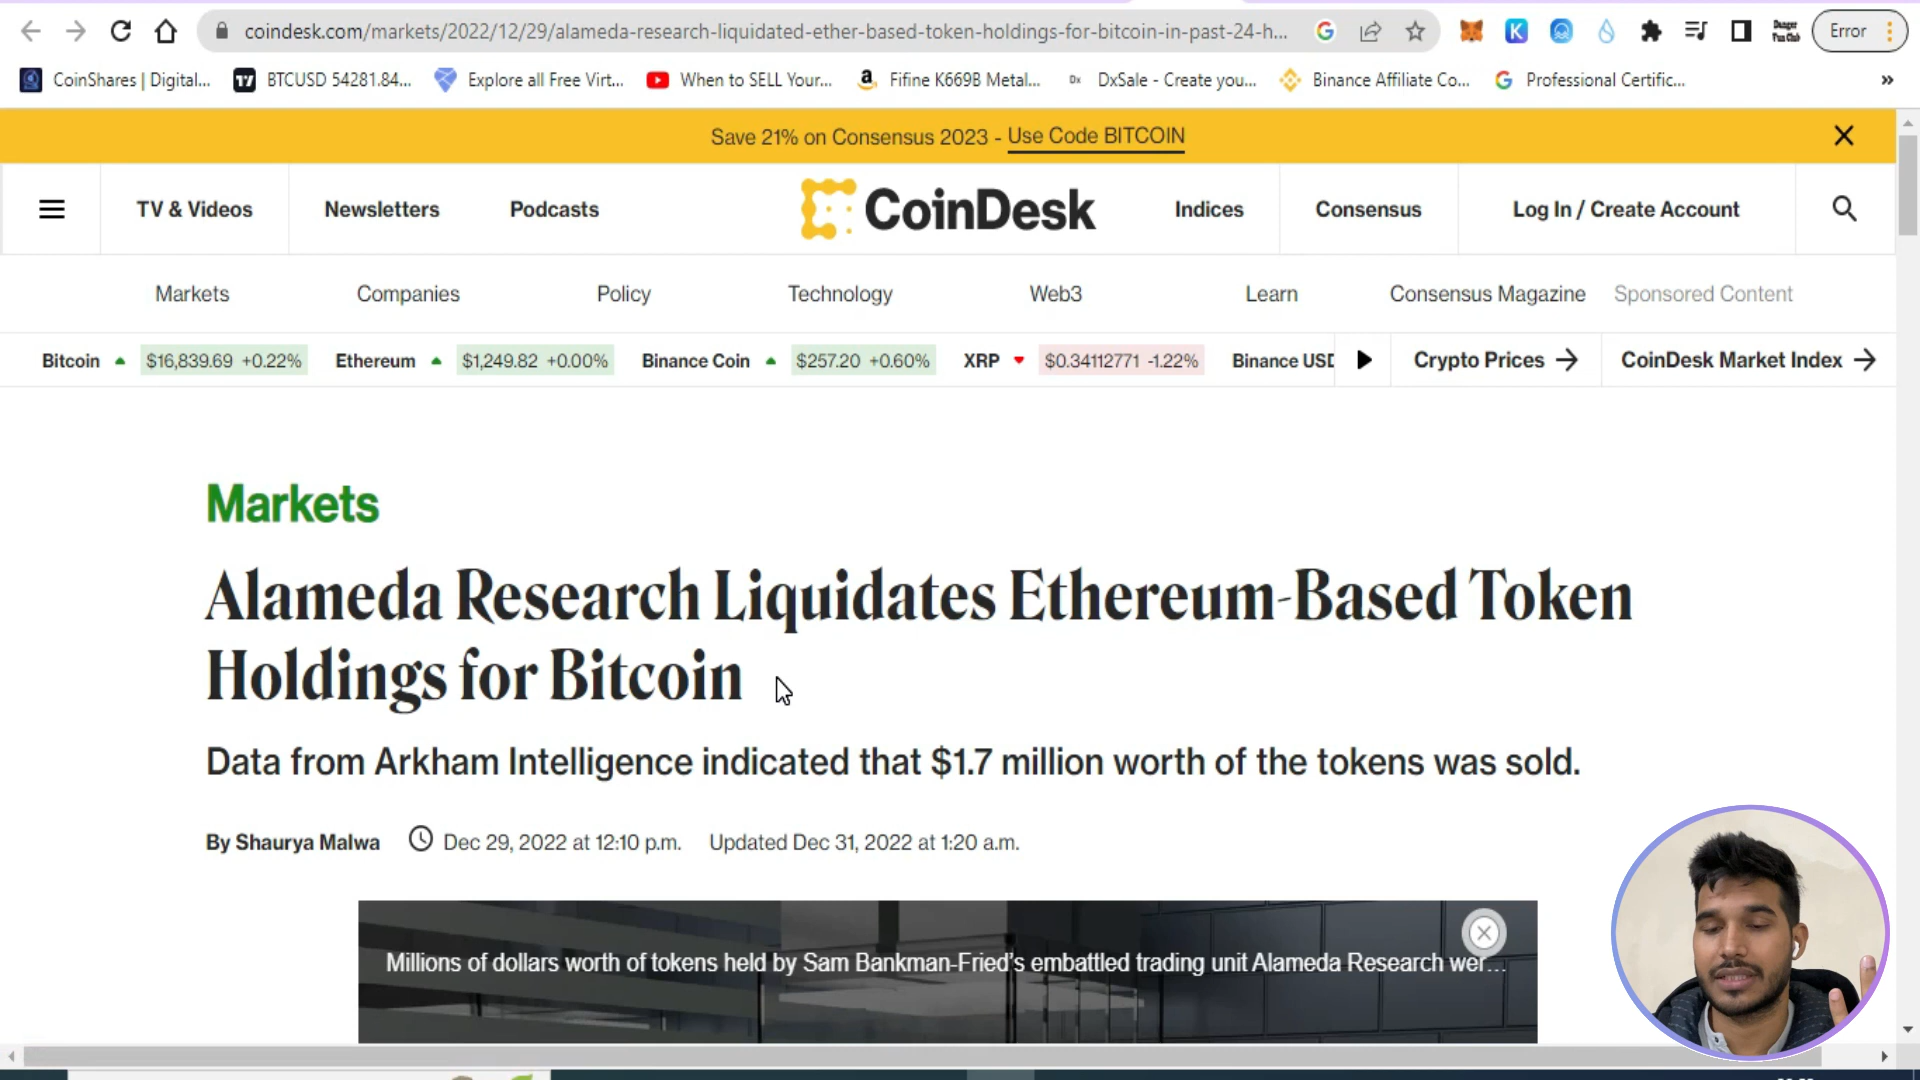 coindesk.com/markets/2022/12/29/alameda-research-liquidated-ether-based-token-holdings-for-bitcoin-in-past-24-h...
Error
CoinShares | Digital...
BTCUSD 54281.84...
Explore all Free Virt...
When to SELL Your...
Fifine K669B Metal...
DxSale - Create you...
Binance Affiliate Co...
Professional Certific...
»
Save 21% on Consensus 2023 - Use Code BITCOIN
TV & Videos
Newsletters
Podcasts
CoinDesk
Indices
Consensus
Log In / Create Account
Markets
Companies
Policy
Technology
Web3
Learn
Consensus Magazine
Sponsored Content
Bitcoin $16,839.69 +0.22%
Ethereum $1,249.82 +0.00%
Binance Coin $257.20 +0.60%
XRP $0.34112771 -1.22%
Binance USD
Crypto Prices
CoinDesk Market Index
Markets
Alameda Research Liquidates Ethereum-Based Token
Holdings for Bitcoin
Data from Arkham Intelligence indicated that $1.7 million worth of the tokens was sold.
By Shaurya Malwa
Dec 29, 2022 at 12:10 p.m.
Updated Dec 31, 2022 at 1:20 a.m.
Millions of dollars worth of tokens held by Sam Bankman-Fried's embattled trading unit Alameda Research wer...